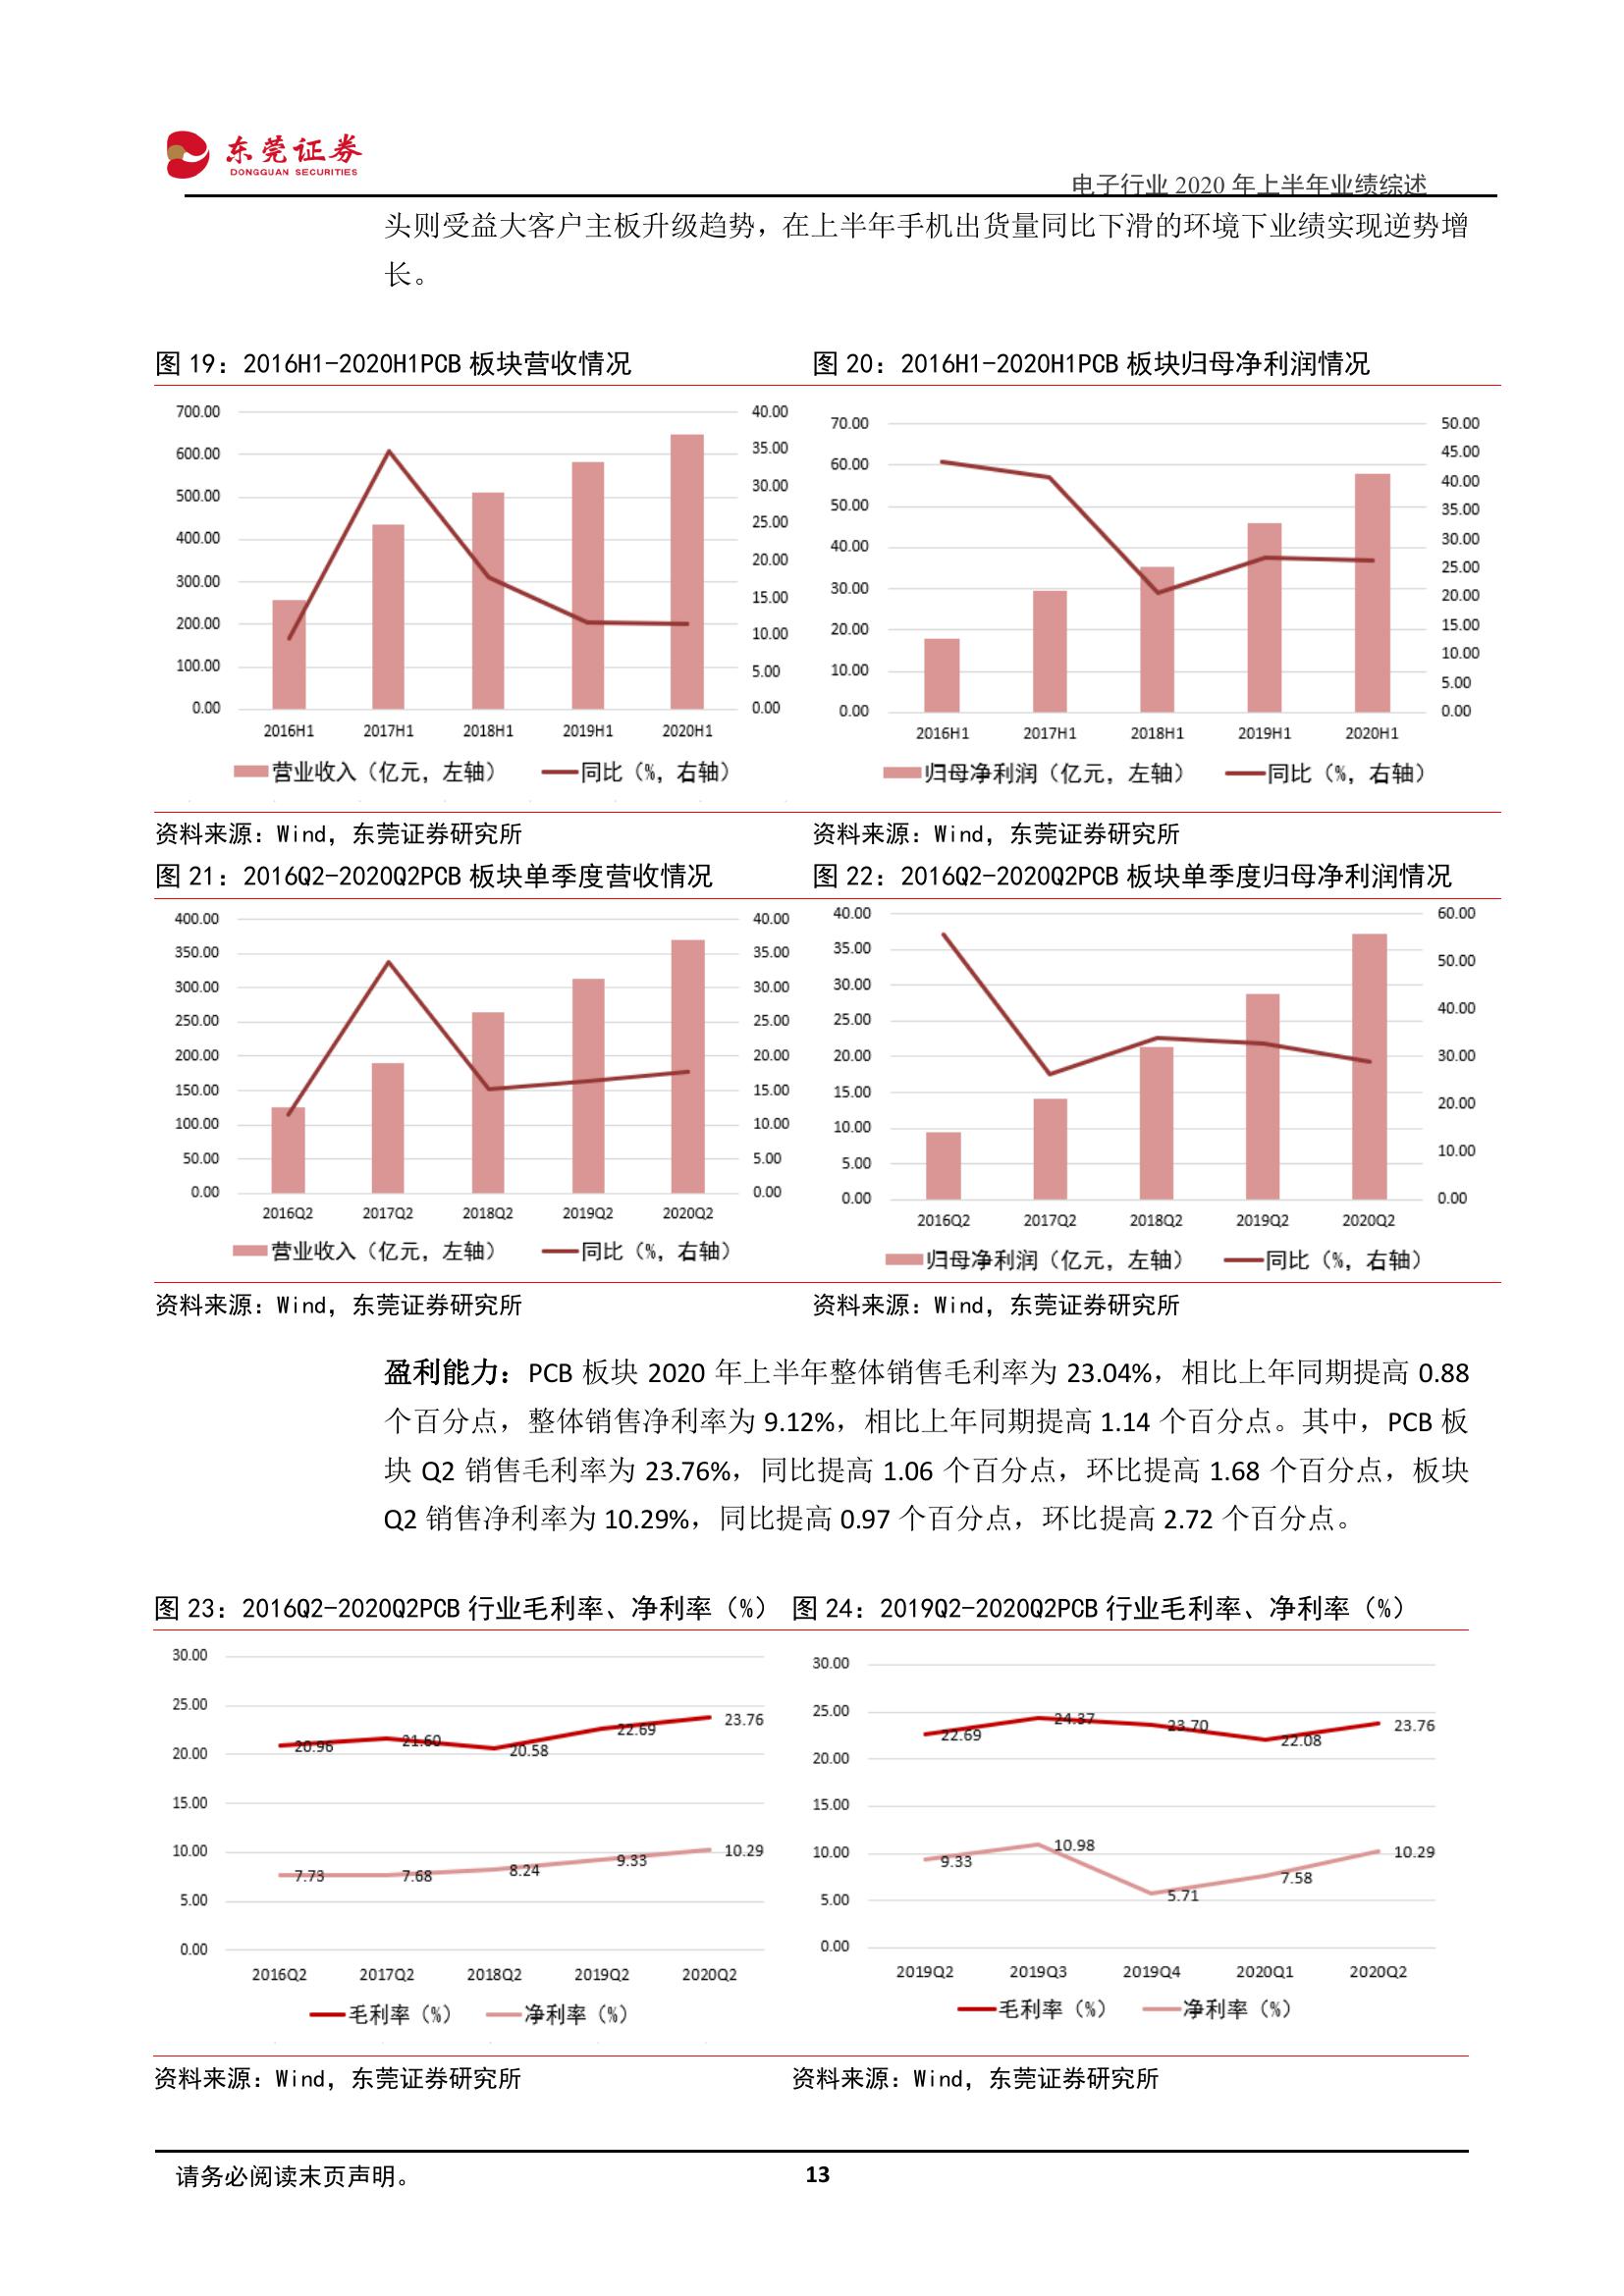 东莞证券
DONGGUAN SECURITIES
电子行业 2020 年上半年业绩综述
头则受益大客户主板升级趋势，在上半年手机出货量同比下滑的环境下业绩实现逆势增
长。
图 19：2016H1-2020H1PCB 板块营收情况
700.00
600.00
500.00
400.00
300.00
200.00
100.00
0.00
40.00
35.00
30.00
25.00
20.00
15.00
10.00
5.00
0.00
2016H1 2017H1 2018H1 2019H1 2020H1
营业收入（亿元，左轴） 同比（%，右轴）
资料来源：Wind，东莞证券研究所
图 20：2016H1-2020H1PCB 板块归母净利润情况
70.00
60.00
50.00
40.00
30.00
20.00
10.00
0.00
50.00
45.00
40.00
35.00
30.00
25.00
20.00
15.00
10.00
5.00
0.00
2016H1 2017H1 2018H1 2019H1 2020H1
归母净利润（亿元，左轴） 同比（%，右轴）
资料来源：Wind，东莞证券研究所
图 21：2016Q2-2020Q2PCB 板块单季度营收情况
400.00
350.00
300.00
250.00
200.00
150.00
100.00
50.00
0.00
40.00
35.00
30.00
25.00
20.00
15.00
10.00
5.00
0.00
2016Q2 2017Q2 2018Q2 2019Q2 2020Q2
营业收入（亿元，左轴） 同比（%，右轴）
资料来源：Wind，东莞证券研究所
图 22：2016Q2-2020Q2PCB 板块单季度归母净利润情况
40.00
35.00
30.00
25.00
20.00
15.00
10.00
5.00
0.00
60.00
50.00
40.00
30.00
20.00
10.00
0.00
2016Q2 2017Q2 2018Q2 2019Q2 2020Q2
归母净利润（亿元，左轴） 同比（%，右轴）
资料来源：Wind，东莞证券研究所
盈利能力：PCB 板块 2020 年上半年整体销售毛利率为 23.04%，相比上年同期提高 0.88
个百分点，整体销售净利率为 9.12%，相比上年同期提高 1.14 个百分点。其中，PCB 板
块 Q2 销售毛利率为 23.76%，同比提高 1.06 个百分点，环比提高 1.68 个百分点，板块
Q2 销售净利率为 10.29%，同比提高 0.97 个百分点，环比提高 2.72 个百分点。
图 23：2016Q2-2020Q2PCB 行业毛利率、净利率（%）
30.00
25.00
20.00
15.00
10.00
5.00
0.00
20.96 21.60 20.58 22.69 23.76
7.73 7.68 8.24 9.33 10.29
2016Q2 2017Q2 2018Q2 2019Q2 2020Q2
毛利率（%） 净利率（%）
资料来源：Wind，东莞证券研究所
图 24：2019Q2-2020Q2PCB 行业毛利率、净利率（%）
30.00
25.00
20.00
15.00
10.00
5.00
0.00
22.69 24.37 23.70 22.08 23.76
9.33 10.98 5.71 7.58 10.29
2019Q2 2019Q3 2019Q4 2020Q1 2020Q2
毛利率（%） 净利率（%）
资料来源：Wind，东莞证券研究所
请务必阅读末页声明。
13